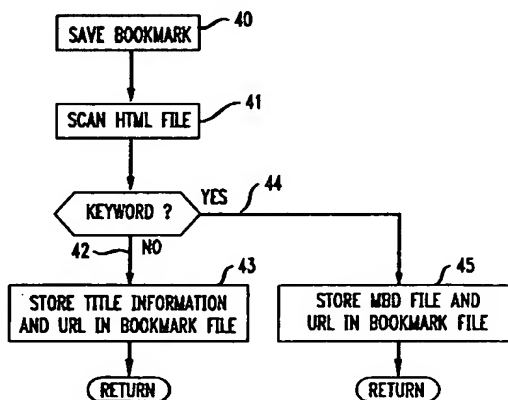 SAVE BOOKMARK
40
SCAN HTML FILE
41
KEYWORD ?
YES
44
42
NO
43
STORE TITLE INFORMATION
AND URL IN BOOKMARK FILE
45
STORE MBD FILE AND
URL IN BOOKMARK FILE
RETURN
RETURN